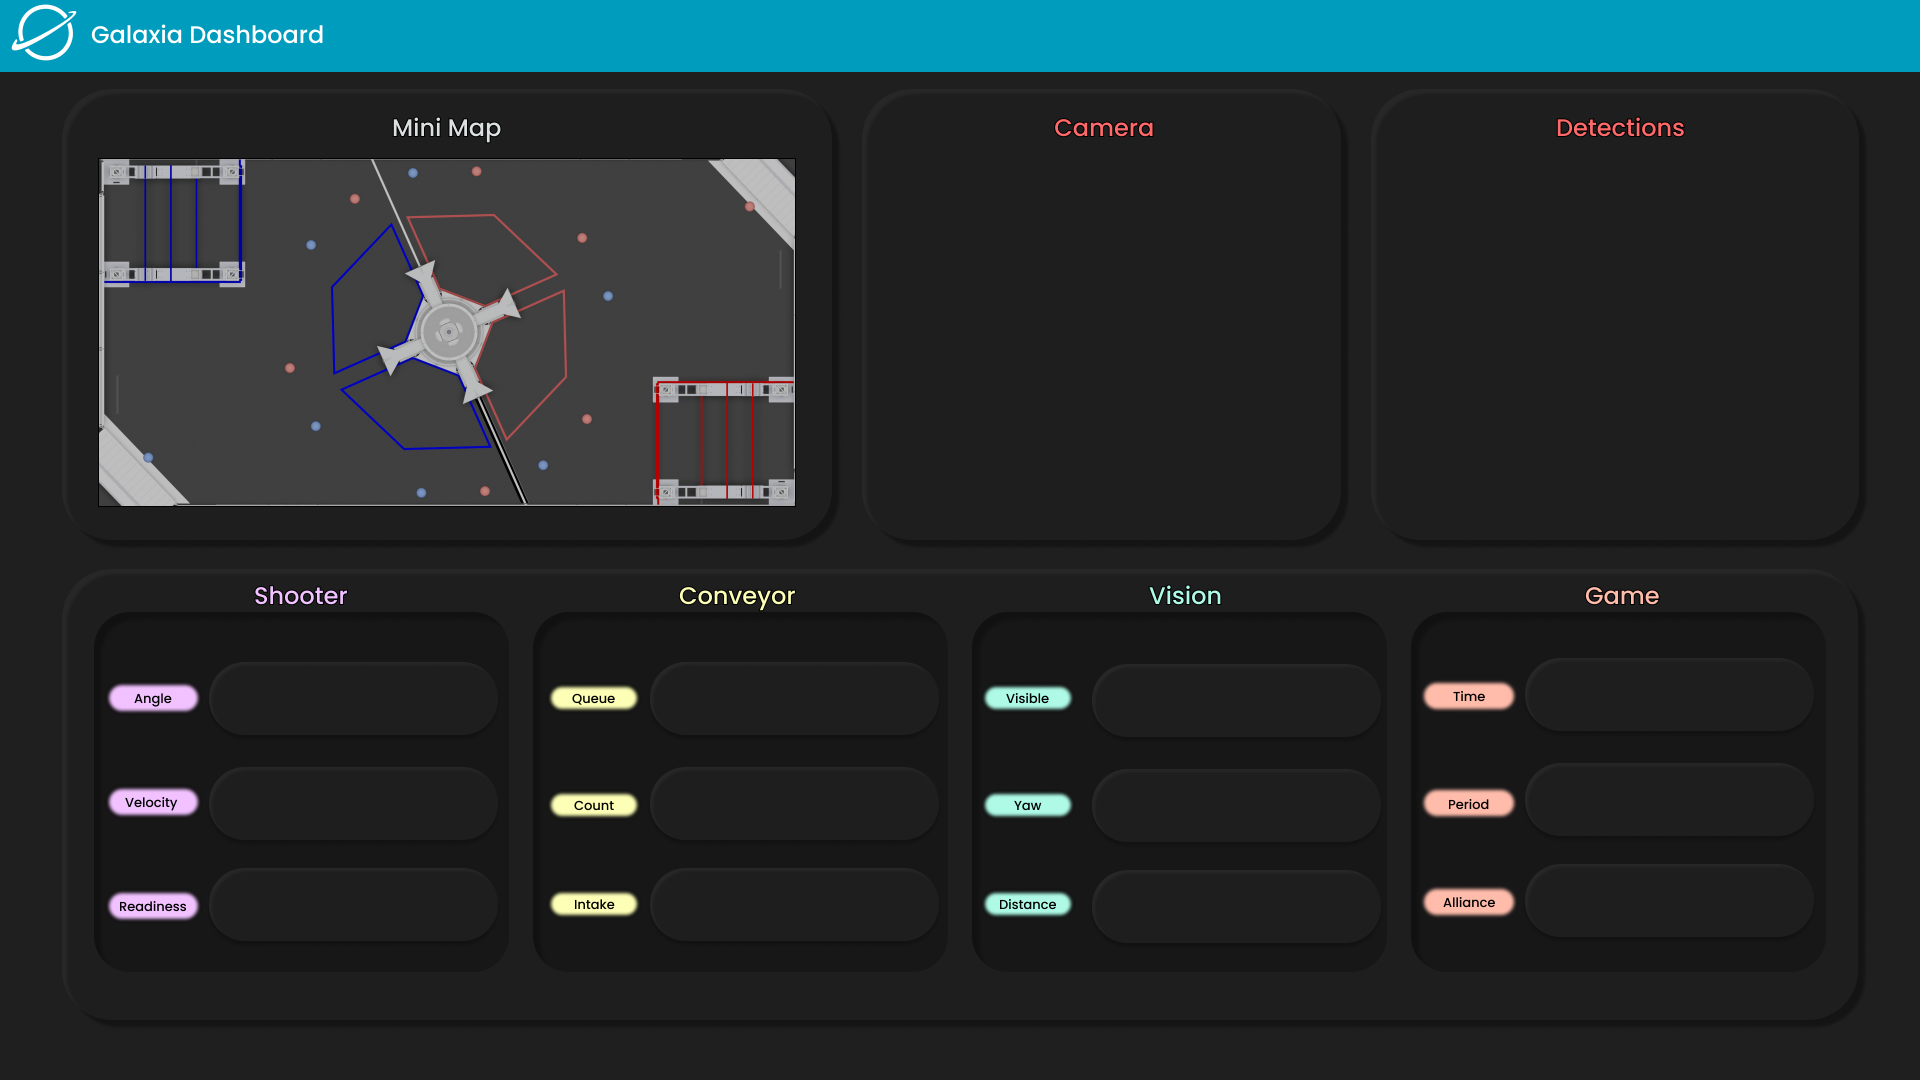 Galaxia Dashboard
Mini Map
Camera
Detections
Shooter
Conveyor
Vision
Game
Angle
Queue
Visible
Time
Velocity
Count
Yaw
Period
Readiness
Intake
Distance
Alliance